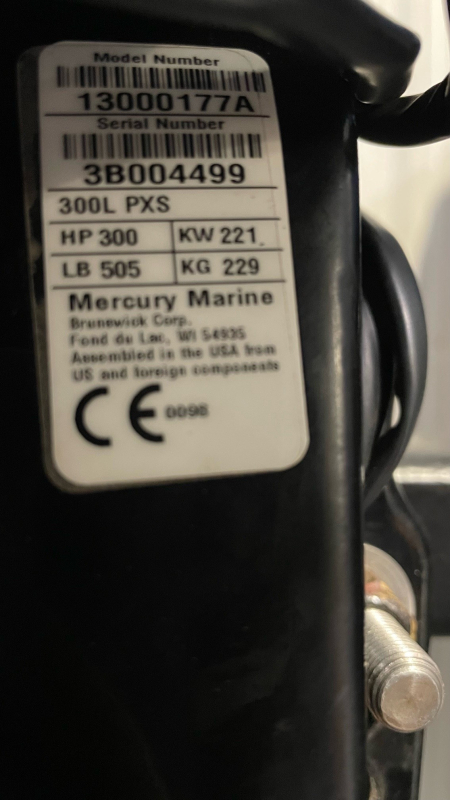 Model Number
13000177A
Serial Number
3B004499
300L PXS
HP 300 KW 221
LB 505 KG 229
Mercury Marine
Brunswick Corp.
Fond du Lac, WI 54935
Assembled in the USA from
US and foreign components
CE 0098